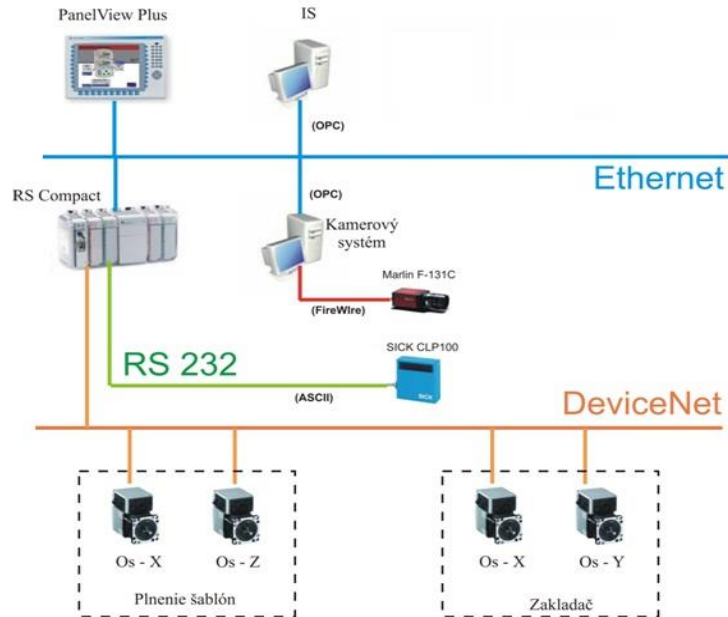 PanelView Plus
IS
(OPC)
Ethernet
RS Compact
(OPC)
Kamerový
systém
Marlin F-131C
(FireWIre)
SICK CLP100
RS 232
(ASCII)
SICK
DeviceNet
Os - X
Os - Z
Os - X
Os - Y
Plnenie šablón
Zakladač